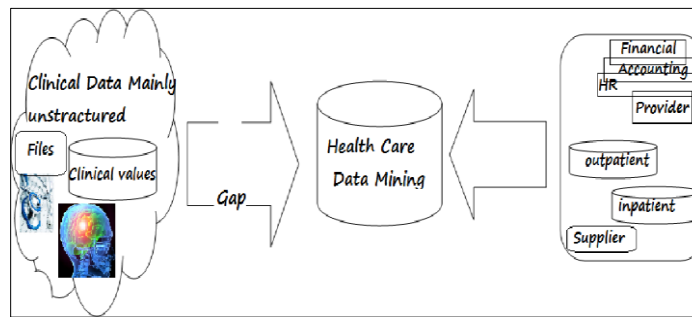 Clinical Data Mainly
unstractured
Files
Clinical values
Gap
Health Care
Data Mining
Financial
Accounting
HR
Provider
outpatient
inpatient
Supplier